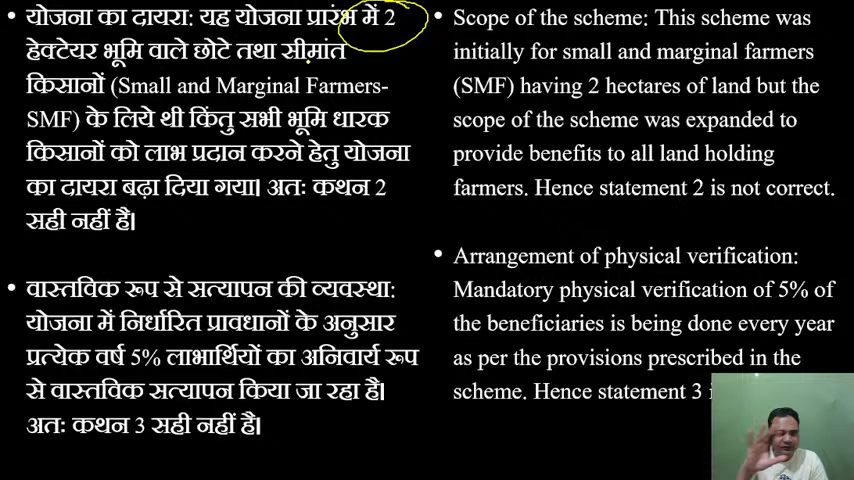 • योजना का दायरा: यह योजना प्रारंभ में 2
हेक्टेयर भूमि वाले छोटे तथा सीमांत
किसानों (Small and Marginal Farmers-
SMF) के लिये थी किंतु सभी भूमि धारक
किसानों को लाभ प्रदान करने हेतु योजना
का दायरा बढ़ा दिया गया। अतः कथन 2
सही नहीं है।
• वास्तविक रूप से सत्यापन की व्यवस्था:
योजना में निर्धारित प्रावधानों के अनुसार
प्रत्येक वर्ष 5% लाभार्थियों का अनिवार्य रूप
से वास्तविक सत्यापन किया जा रहा है।
अतः कथन 3 सही नहीं है।
• Scope of the scheme: This scheme was
initially for small and marginal farmers
(SMF) having 2 hectares of land but the
scope of the scheme was expanded to
provide benefits to all land holding
farmers. Hence statement 2 is not correct.
• Arrangement of physical verification:
Mandatory physical verification of 5% of
the beneficiaries is being done every year
as per the provisions prescribed in the
scheme. Hence statement 3